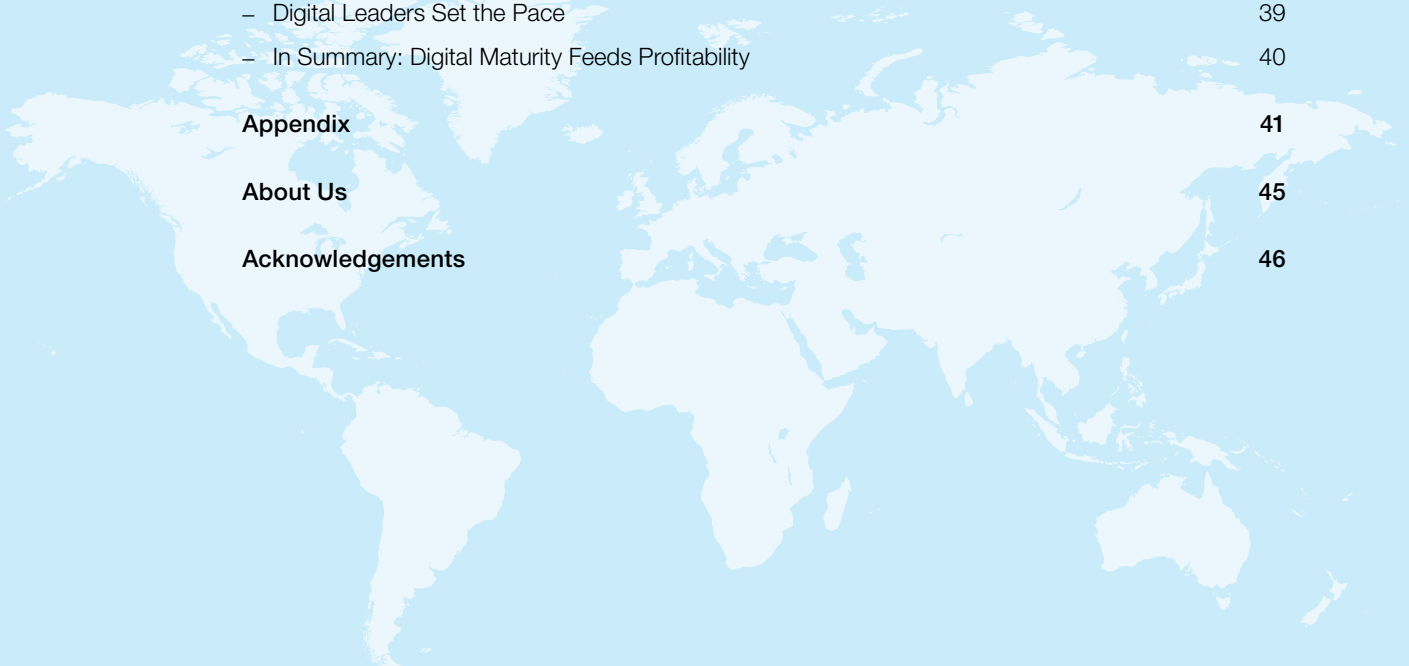 – Digital Leaders Set the Pace 39
– In Summary: Digital Maturity Feeds Profitability 40
Appendix 41
About Us 45
Acknowledgements 46